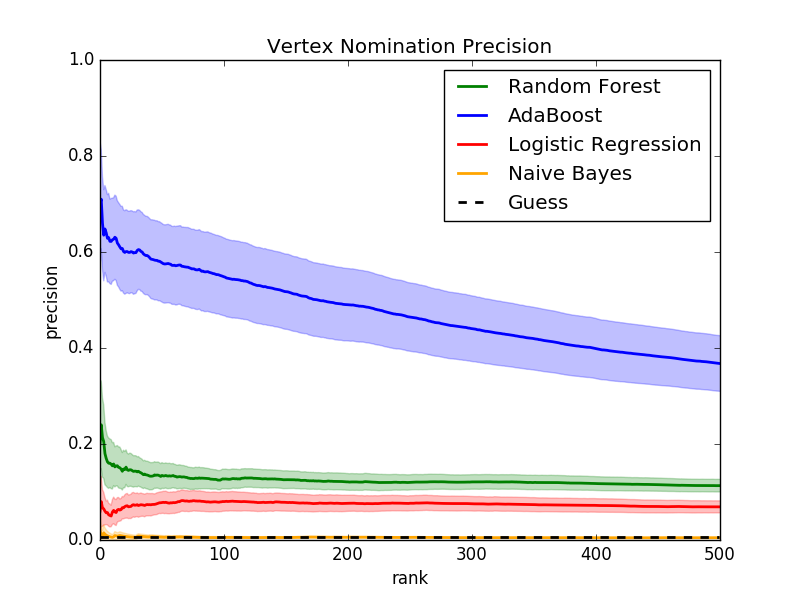 Vertex Nomination Precision
1.0
0.8
0.6
0.4
0.2
0.0
precision
Random Forest
AdaBoost
Logistic Regression
Naive Bayes
Guess
0 100 200 300 400 500
rank